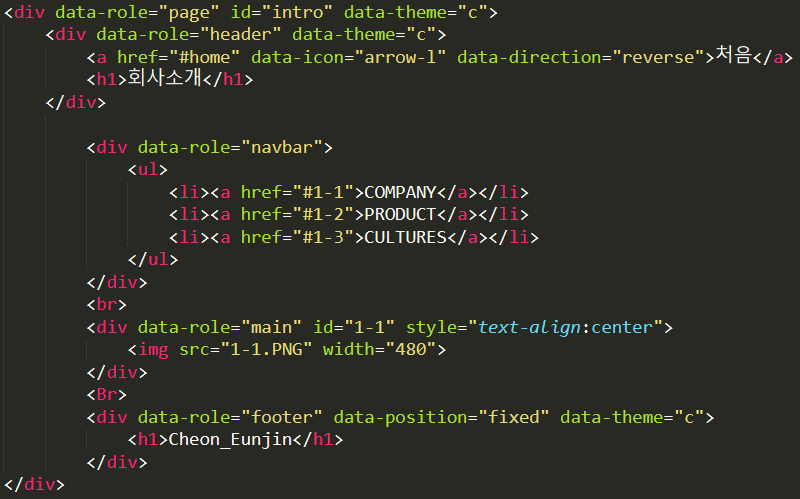 <div data-role="page" id="intro" data-theme="c">
<div data-role="header" data-theme="c">
<a href="#home" data-icon="arrow-l" data-direction="reverse">처음</a>
<h1>회사소개</h1>
</div>
<div data-role="navbar">
<ul>
<li><a href="#1-1">COMPANY</a></li>
<li><a href="#1-2">PRODUCT</a></li>
<li><a href="#1-3">CULTURES</a></li>
</ul>
</div>
<br>
<div data-role="main" id="1-1" style="text-align:center">
<img src="1-1.PNG" width="480">
</div>
<Br>
<div data-role="footer" data-position="fixed" data-theme="c">
<h1>Cheon_Eunjin</h1>
</div>
</div>